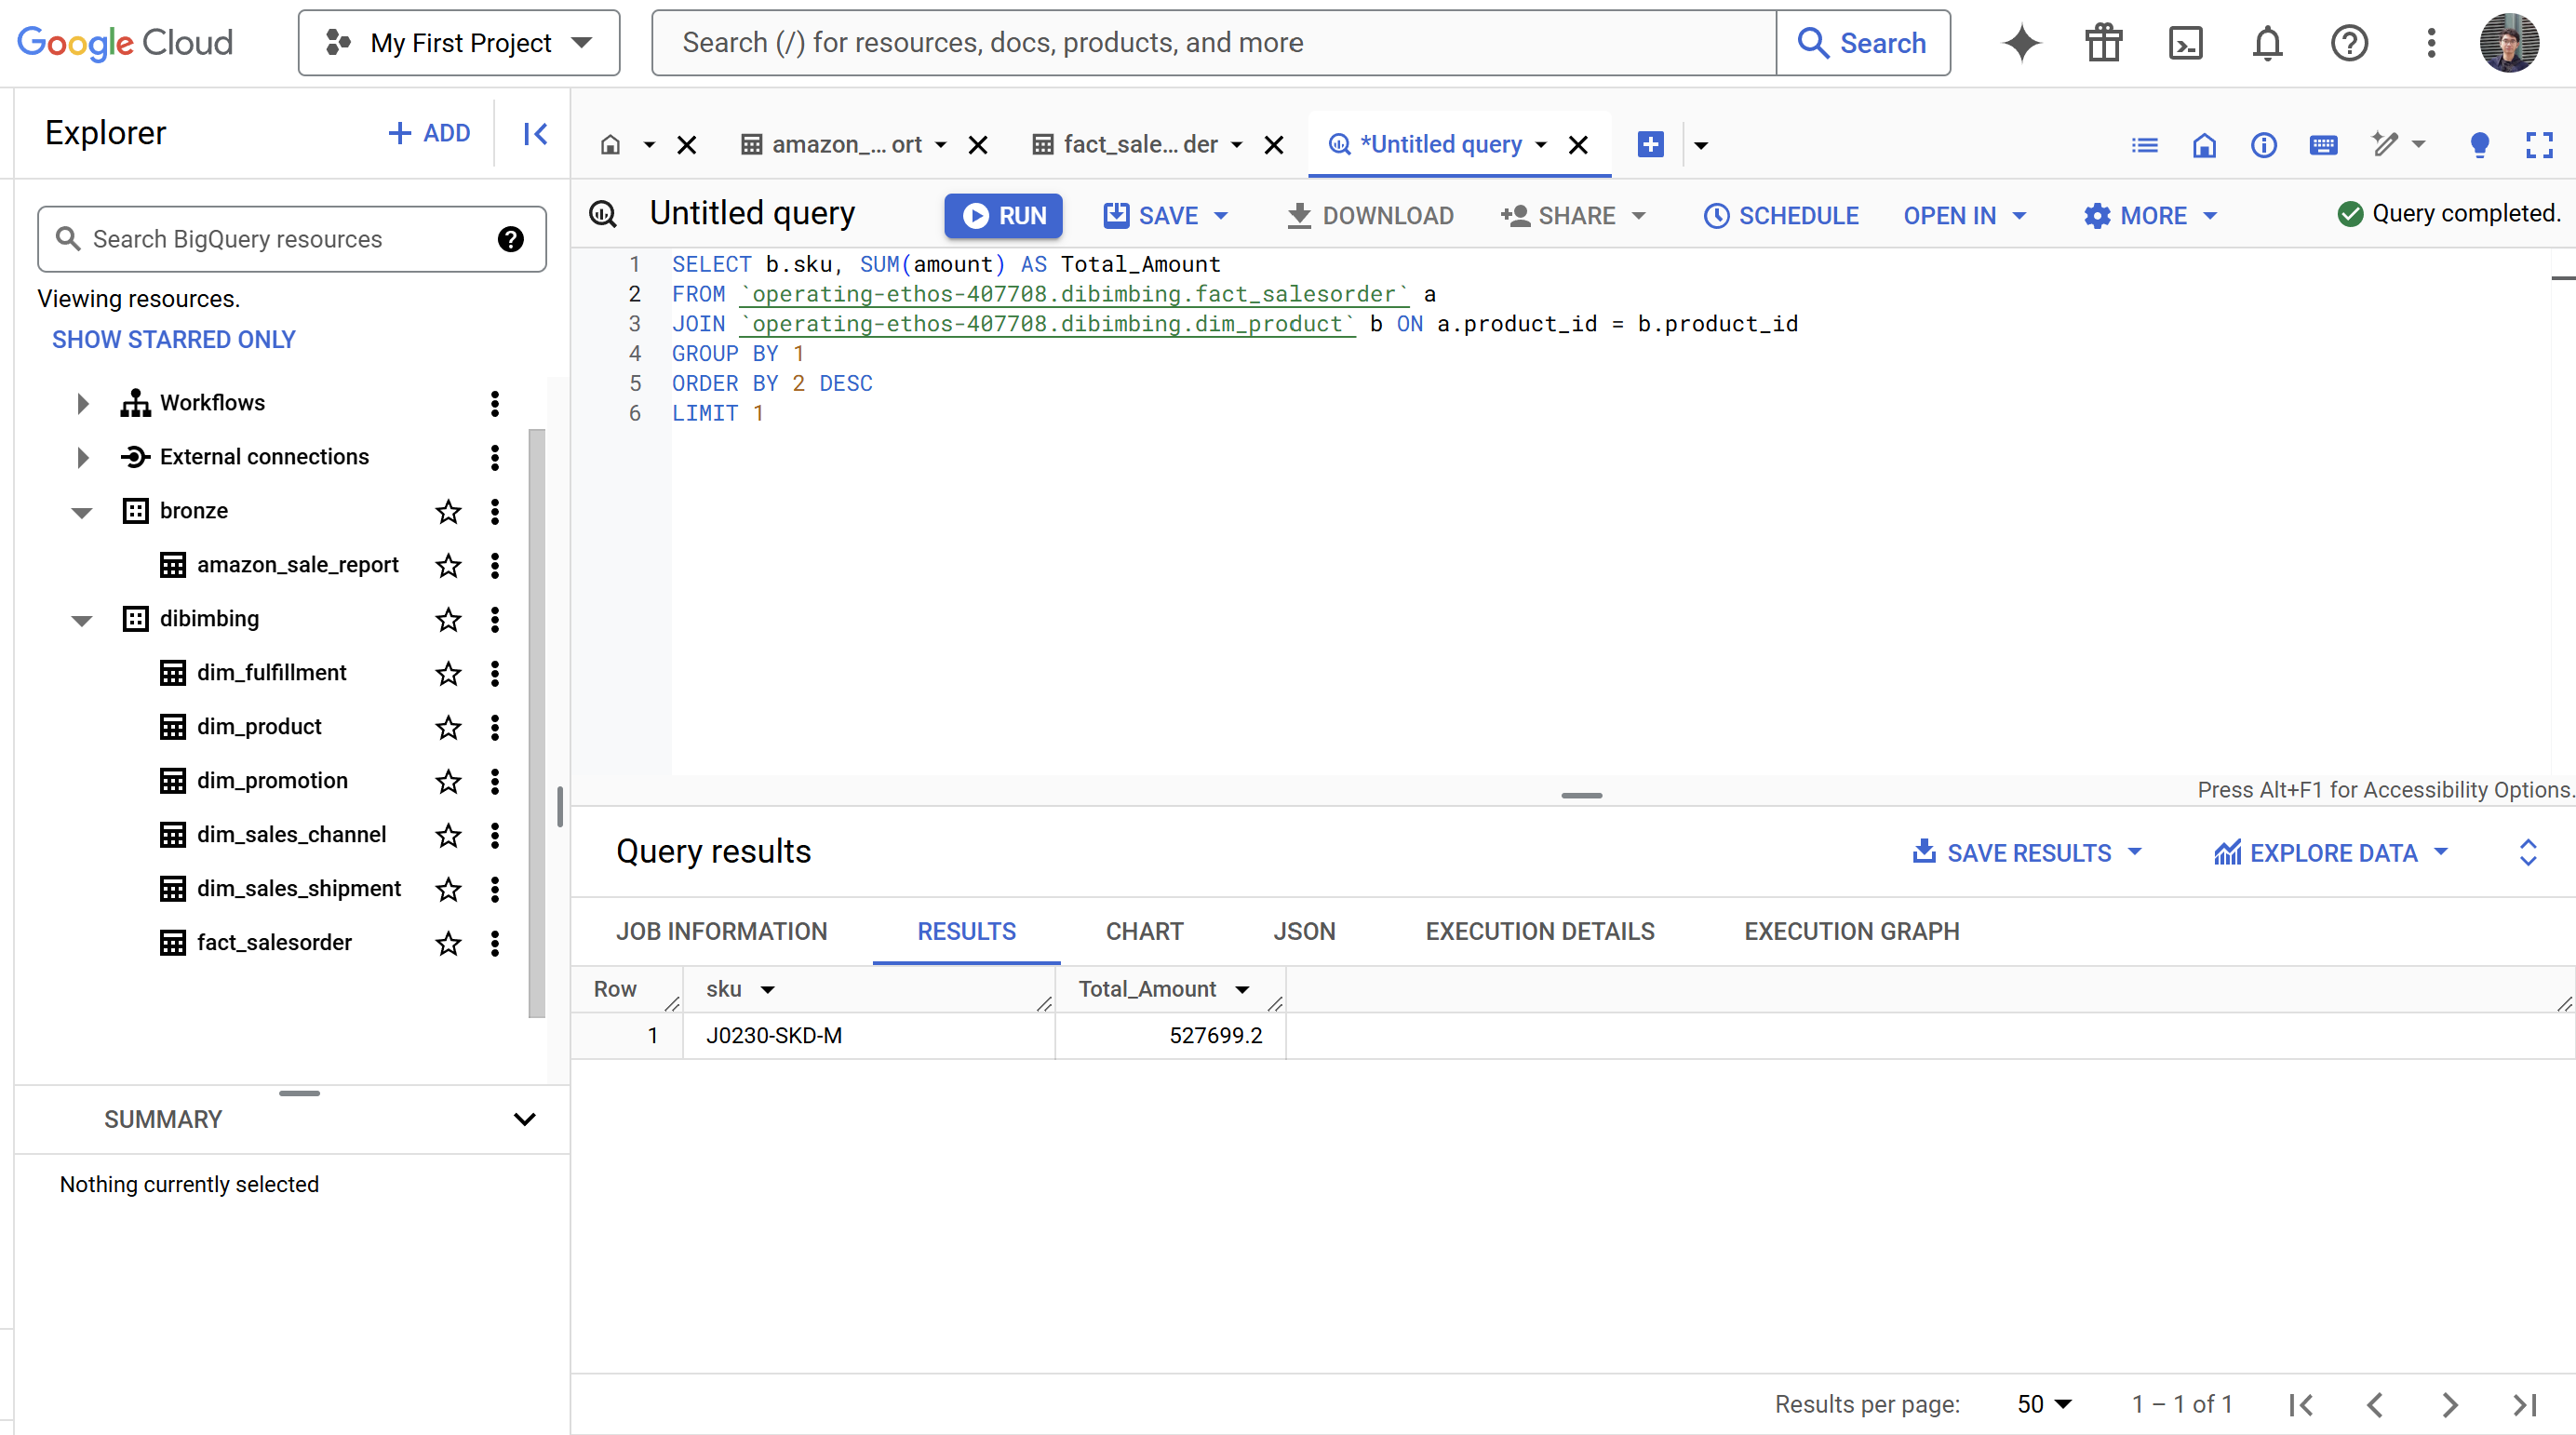 Google Cloud
My First Project
Search (/) for resources, docs, products, and more
Search
Explorer
ADD
amazon_... ort
fact_sale... der
*Untitled query
Search BigQuery resources
Viewing resources.
SHOW STARRED ONLY
Workflows
External connections
bronze
amazon_sale_report
dibimbing
dim_fulfillment
dim_product
dim_promotion
dim_sales_channel
dim_sales_shipment
fact_salesorder
SUMMARY
Nothing currently selected
Untitled query
RUN
SAVE
DOWNLOAD
SHARE
SCHEDULE
OPEN IN
MORE
Query completed.
1 SELECT b.sku, SUM(amount) AS Total_Amount
2 FROM `operating-ethos-407708.dibimbing.fact_salesorder` a
3 JOIN `operating-ethos-407708.dibimbing.dim_product` b ON a.product_id = b.product_id
4 GROUP BY 1
5 ORDER BY 2 DESC
6 LIMIT 1
Press Alt+F1 for Accessibility Options.
Query results
SAVE RESULTS
EXPLORE DATA
JOB INFORMATION
RESULTS
CHART
JSON
EXECUTION DETAILS
EXECUTION GRAPH
Row sku Total_Amount
1 J0230-SKD-M 527699.2
Results per page: 50 1 – 1 of 1